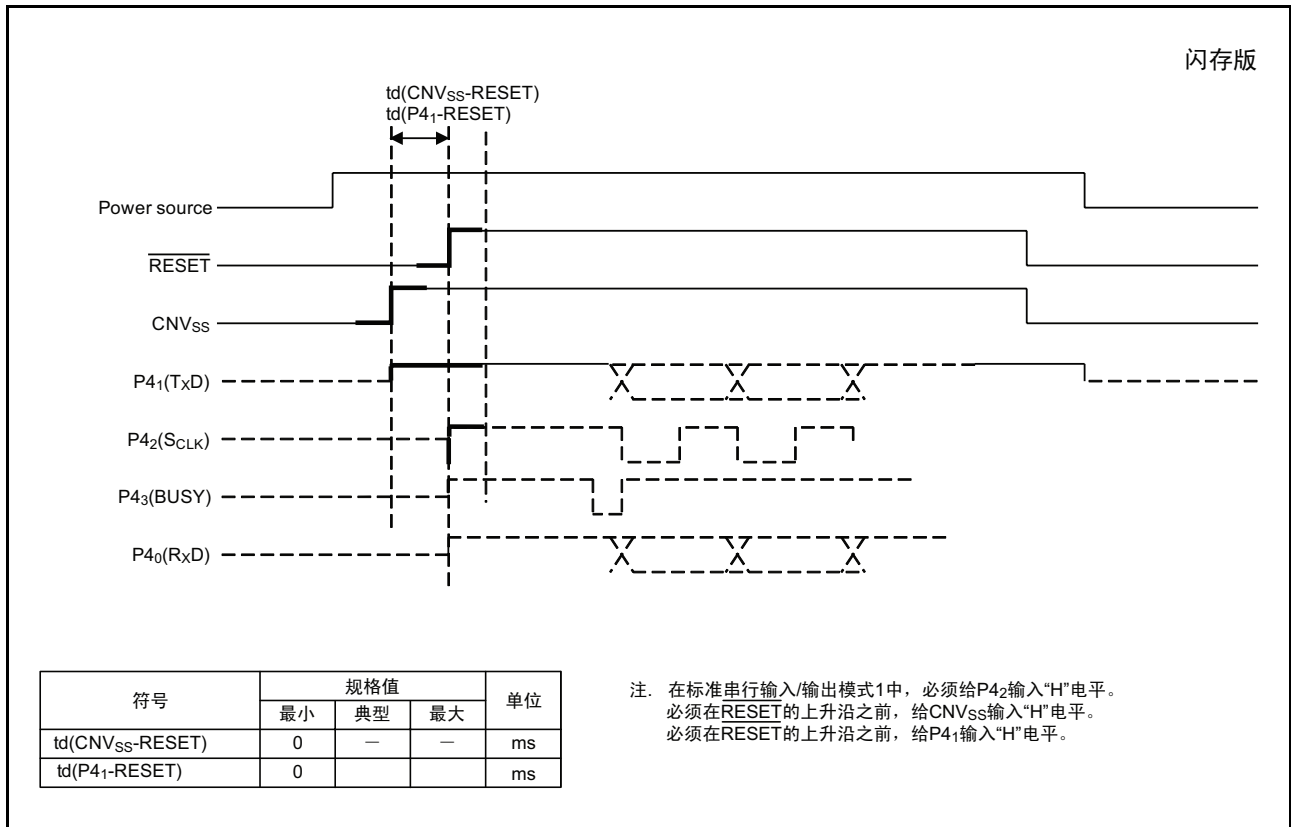 闪存版
td(CNVSS-RESET)
td(P41-RESET)
Power source
RESET
CNVSS
P41(TXD)
P42(SCLK)
P43(BUSY)
P40(RXD)
符号 规格值 单位
最小 典型 最大
td(CNVSS-RESET) 0 － － ms
td(P41-RESET) 0 ms
注. 在标准串行输入/输出模式1中，必须给P42输入“H”电平。
必须在RESET的上升沿之前，给CNVSS输入“H”电平。
必须在RESET的上升沿之前，给P41输入“H”电平。